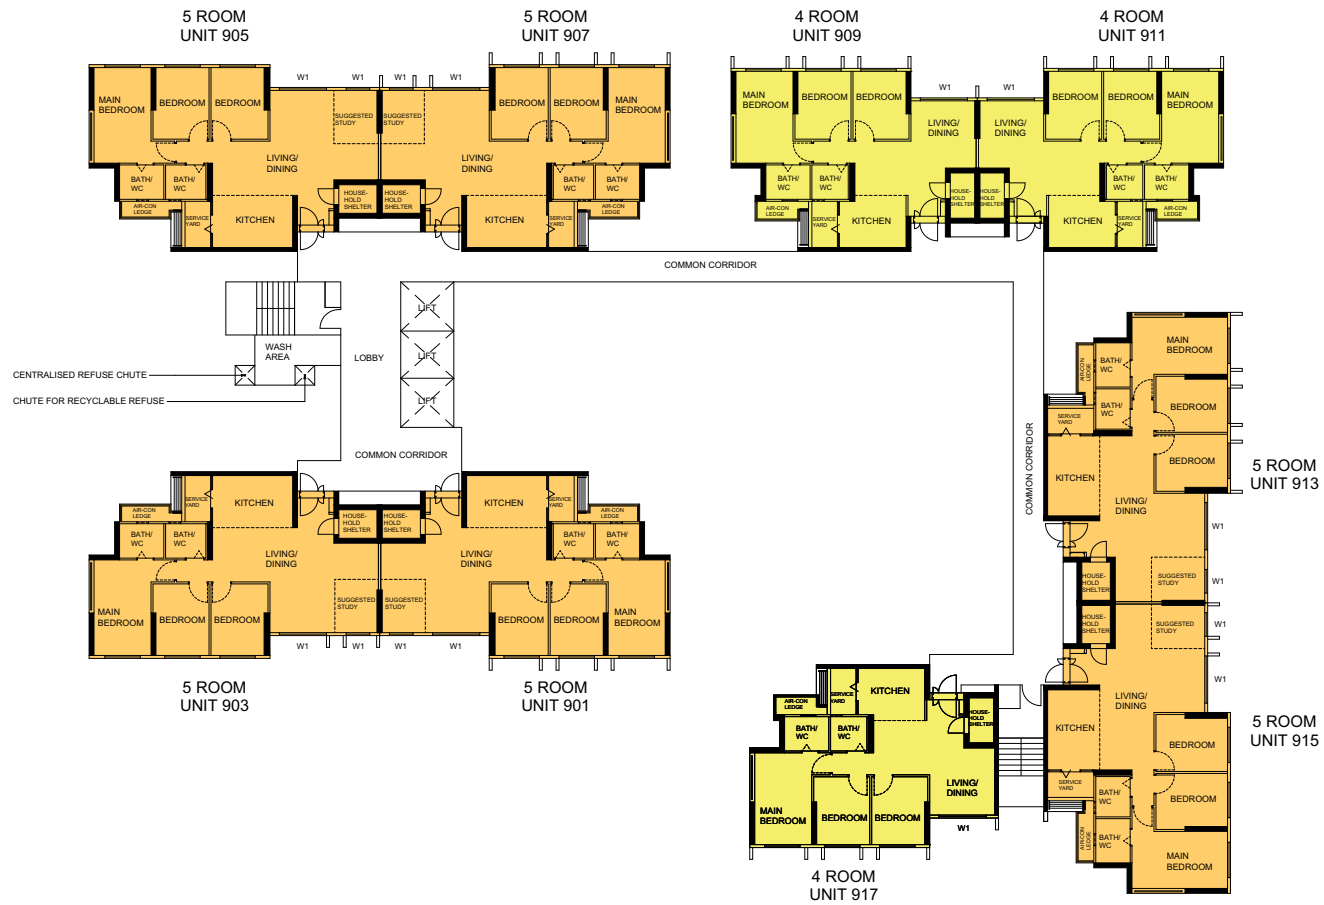 5 ROOM
UNIT 905
5 ROOM
UNIT 907
4 ROOM
UNIT 909
4 ROOM
UNIT 911
W1
W1
W1
W1
MAIN
BEDROOM
BEDROOM
BEDROOM
SUGGESTED
STUDY
SUGGESTED
STUDY
BEDROOM
BEDROOM
MAIN
BEDROOM
LIVING/
DINING
LIVING/
DINING
BATH/
WC
BATH/
WC
BATH/
WC
BATH/
WC
AIR-CON
LEDGE
SERVICE
YARD
KITCHEN
HOUSE-
HOLD
SHELTER
HOUSE-
HOLD
SHELTER
KITCHEN
SERVICE
YARD
AIR-CON
LEDGE
W1
W1
MAIN
BEDROOM
BEDROOM
BEDROOM
LIVING/
DINING
LIVING/
DINING
BEDROOM
BEDROOM
MAIN
BEDROOM
BATH/
WC
BATH/
WC
BATH/
WC
BATH/
WC
AIR-CON
LEDGE
SERVICE
YARD
KITCHEN
HOUSE-
HOLD
SHELTER
HOUSE-
HOLD
SHELTER
KITCHEN
SERVICE
YARD
AIR-CON
LEDGE
COMMON CORRIDOR
LIFT
LIFT
LIFT
WASH
AREA
LOBBY
CENTRALISED REFUSE CHUTE
CHUTE FOR RECYCLABLE REFUSE
COMMON CORRIDOR
COMMON CORRIDOR
AIR-CON
LEDGE
SERVICE
YARD
KITCHEN
HOUSE-
HOLD
SHELTER
HOUSE-
HOLD
SHELTER
KITCHEN
SERVICE
YARD
AIR-CON
LEDGE
BATH/
WC
BATH/
WC
BATH/
WC
BATH/
WC
LIVING/
DINING
LIVING/
DINING
MAIN
BEDROOM
BEDROOM
BEDROOM
SUGGESTED
STUDY
SUGGESTED
STUDY
BEDROOM
BEDROOM
MAIN
BEDROOM
W1
W1
W1
W1
5 ROOM
UNIT 903
5 ROOM
UNIT 901
MAIN
BEDROOM
AIR-CON
LEDGE
BATH/
WC
BATH/
WC
BEDROOM
SERVICE
YARD
BEDROOM
KITCHEN
LIVING/
DINING
5 ROOM
UNIT 913
W1
W1
HOUSE-
HOLD
SHELTER
SUGGESTED
STUDY
HOUSE-
HOLD
SHELTER
SUGGESTED
STUDY
W1
W1
LIVING/
DINING
KITCHEN
BEDROOM
5 ROOM
UNIT 915
SERVICE
YARD
BATH/
WC
BEDROOM
AIR-CON
LEDGE
BATH/
WC
MAIN
BEDROOM
AIR-CON
LEDGE
SERVICE
YARD
KITCHEN
HOUSE-
HOLD
SHELTER
BATH/
WC
BATH/
WC
LIVING/
DINING
MAIN
BEDROOM
BEDROOM
BEDROOM
W1
4 ROOM
UNIT 917